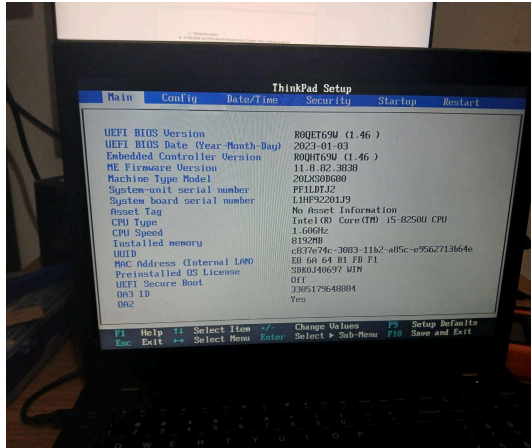 ThinkPad Setup
Main Config Date/Time Security Startup Restart
UEFI BIOS Version R0QET69W (1.46 )
UEFI BIOS Date (Year-Month-Day) 2023-01-03
Embedded Controller Version R0QHT69W (1.46 )
ME Firmware Version 11.8.82.3838
Machine Type Model 20LXS0DG00
System-unit serial number PF1LDTJ2
System board serial number L1HF92201J9
Asset Tag No Asset Information
CPU Type Intel(R) Core(TM) i5-8250U CPU
CPU Speed 1.60GHz
Installed memory 8192MB
UUID c837e74c-3083-11b2-a85c-e9562713b64e
MAC Address (Internal LAN) E8 6A 64 B1 FB F1
Preinstalled OS License SDK0J40697 WIN
UEFI Secure Boot Off
OA3 ID 3305179648884
OA2 Yes
F1 Help ↑↓ Select Item +/- Change Values F9 Setup Defaults
Esc Exit ↔ Select Menu Enter Select ▶ Sub-Menu F10 Save and Exit
Q W E R T Y U I O P